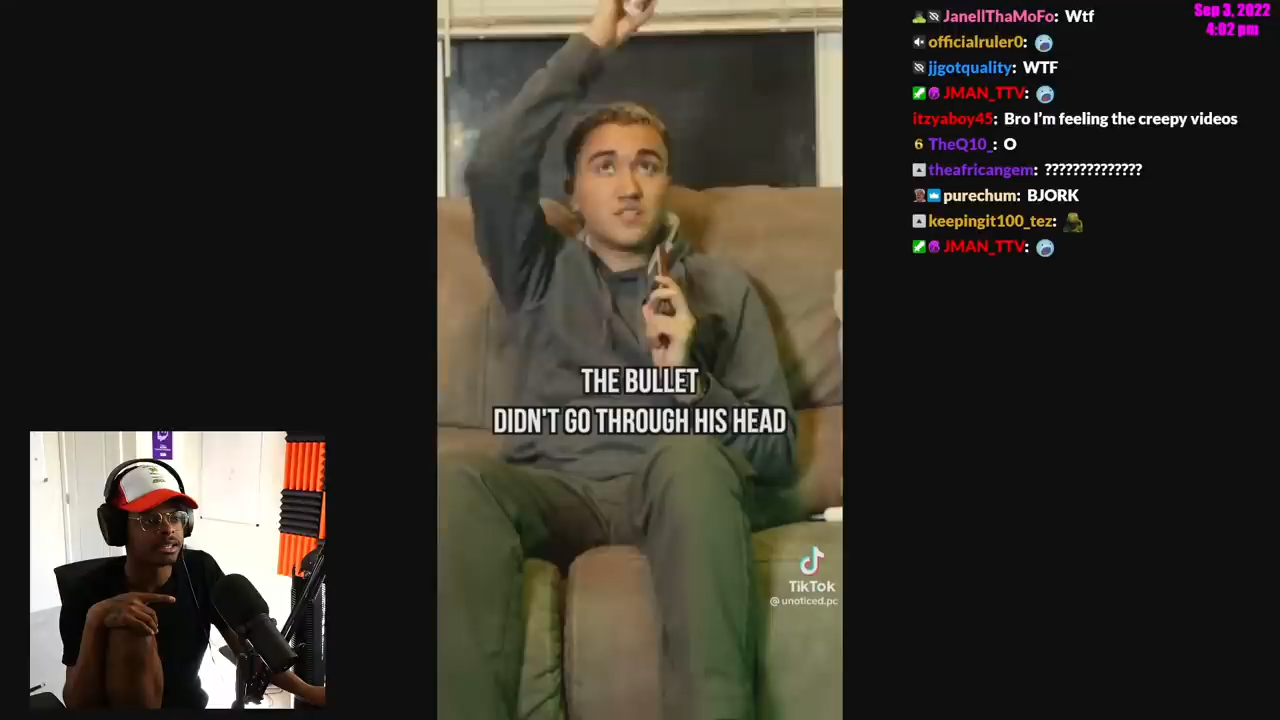 JanellThaMoFo: Wtf
officialruler0:
jjgotquality: WTF
JMAN_TTV:
itzyaboy45: Bro I'm feeling the creepy videos
6 TheQ10_: O
theafricangem: ??????????????
purechum: BJORK
keepingit100_tez:
JMAN_TTV:
Sep 3, 2022
4:02 pm
THE BULLET
DIDN'T GO THROUGH HIS HEAD
TikTok
@unoticed.pc